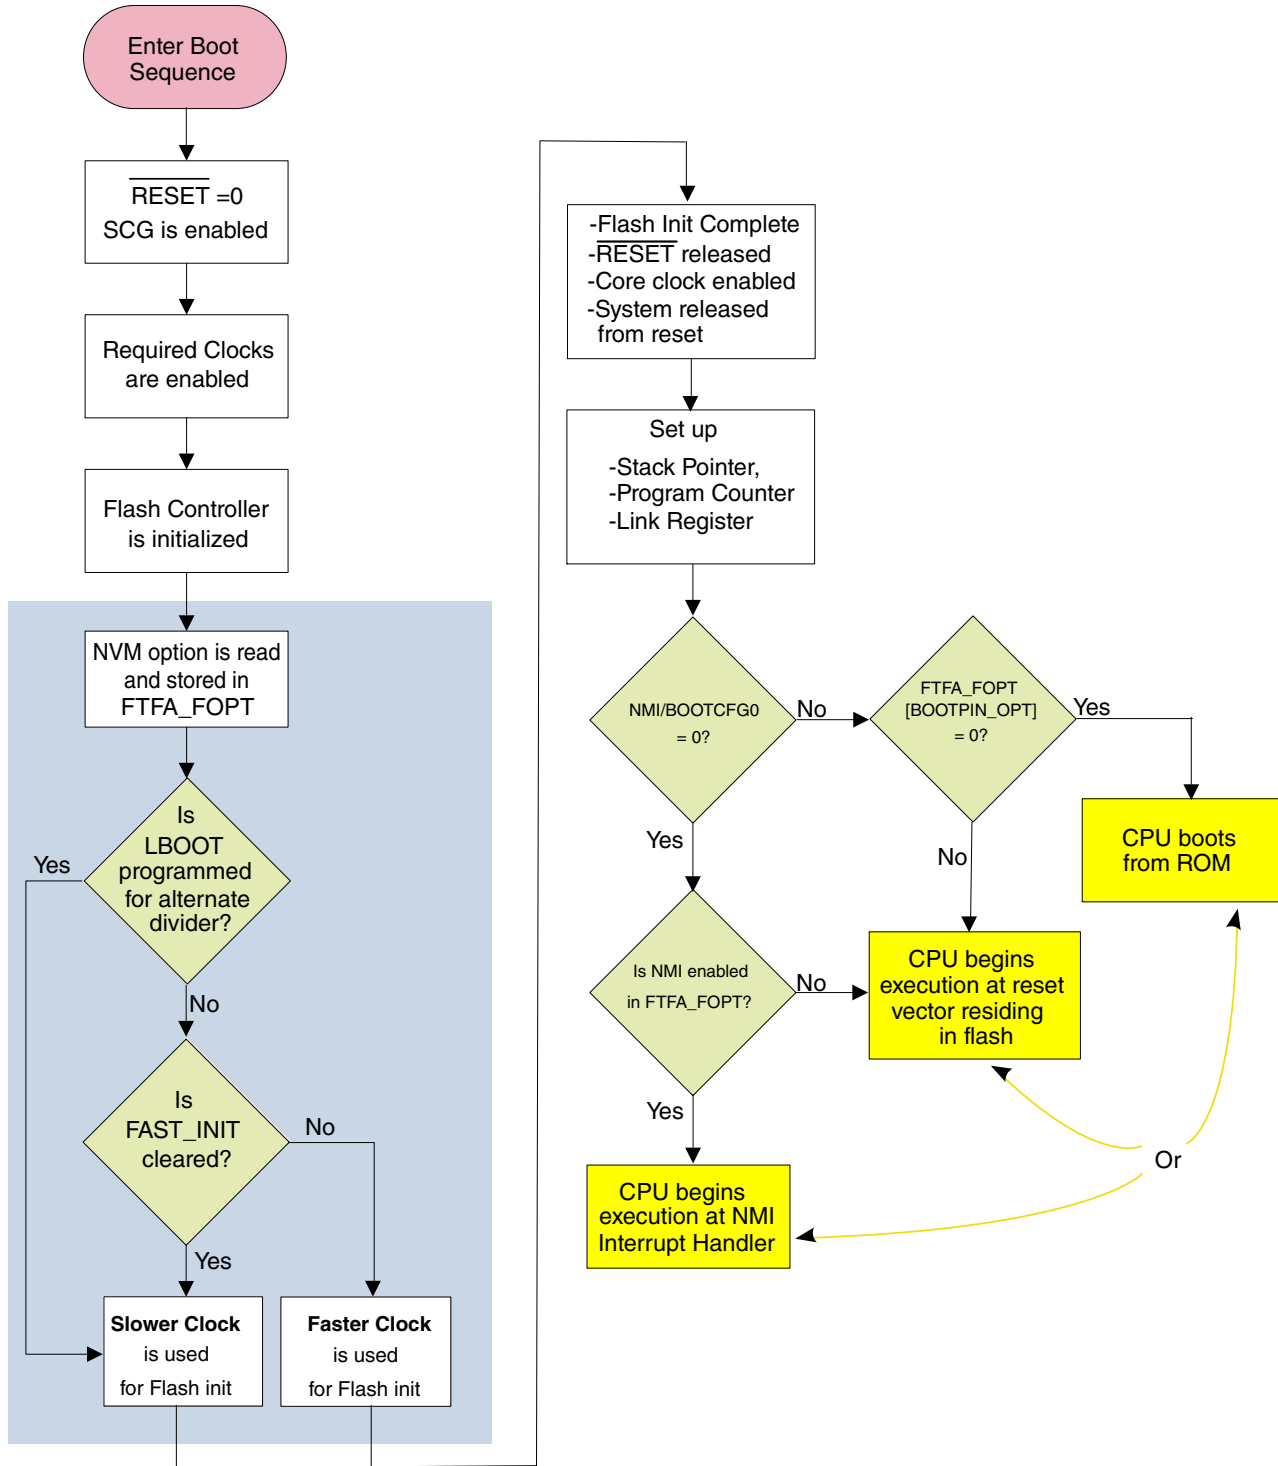 Enter Boot
Sequence
RESET =0
SCG is enabled
Required Clocks
are enabled
Flash Controller
is initialized
NVM option is read
and stored in
FTFA_FOPT
Is
LBOOT
programmed
for alternate
divider?
Yes
No
Is
FAST_INIT
cleared?
No
Yes
Slower Clock
is used
for Flash init
Faster Clock
is used
for Flash init
-Flash Init Complete
-RESET released
-Core clock enabled
-System released
from reset
Set up
-Stack Pointer,
-Program Counter
-Link Register
NMI/BOOTCFG0
= 0?
No
Yes
FTFA_FOPT
[BOOTPIN_OPT]
= 0?
Yes
No
CPU boots
from ROM
Is NMI enabled
in FTFA_FOPT?
No
Yes
CPU begins
execution at reset
vector residing
in flash
Or
CPU begins
execution at NMI
Interrupt Handler